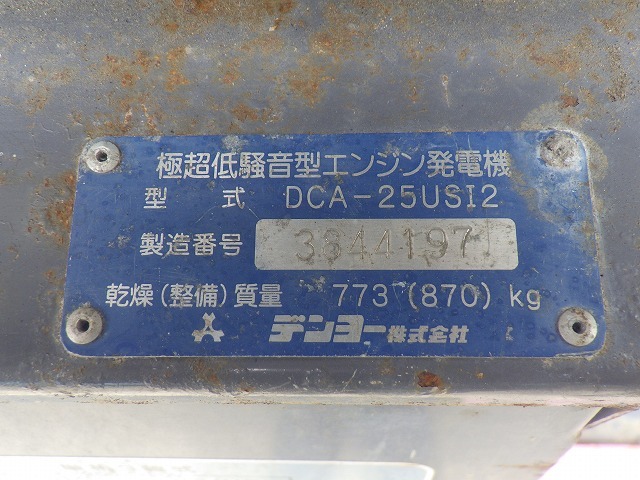 極超低騒音型エンジン発電機
型式 DCA-25USI2
製造番号 3844197
乾燥(整備)質量 773(870)kg
デンヨー株式会社